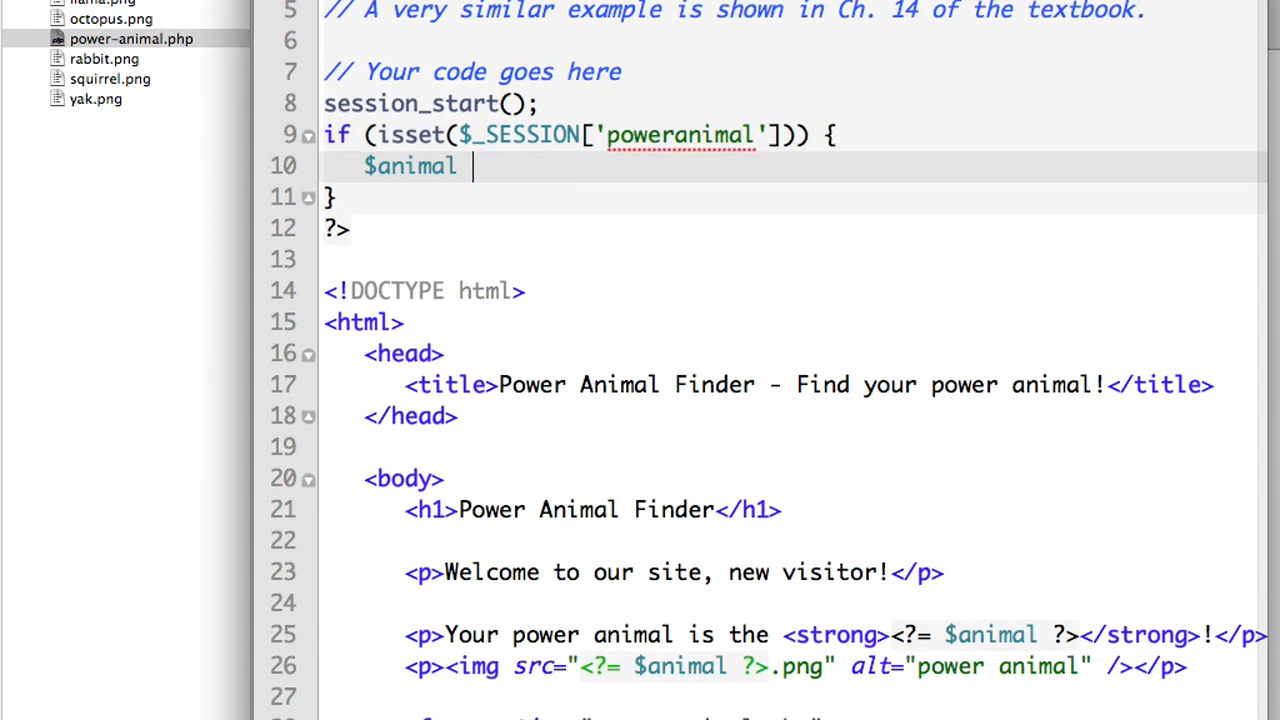 llama.png
octopus.png
power-animal.php
rabbit.png
squirrel.png
yak.png
5 // A very similar example is shown in Ch. 14 of the textbook.
6
7 // Your code goes here
8 session_start();
9 if (isset($_SESSION['poweranimal'])) {
10 $animal
11 }
12 ?>
13
14 <!DOCTYPE html>
15 <html>
16 <head>
17 <title>Power Animal Finder - Find your power animal!</title>
18 </head>
19
20 <body>
21 <h1>Power Animal Finder</h1>
22
23 <p>Welcome to our site, new visitor!</p>
24
25 <p>Your power animal is the <strong><?= $animal ?></strong>!</p>
26 <p><img src="<?= $animal ?>.png" alt="power animal" /></p>
27